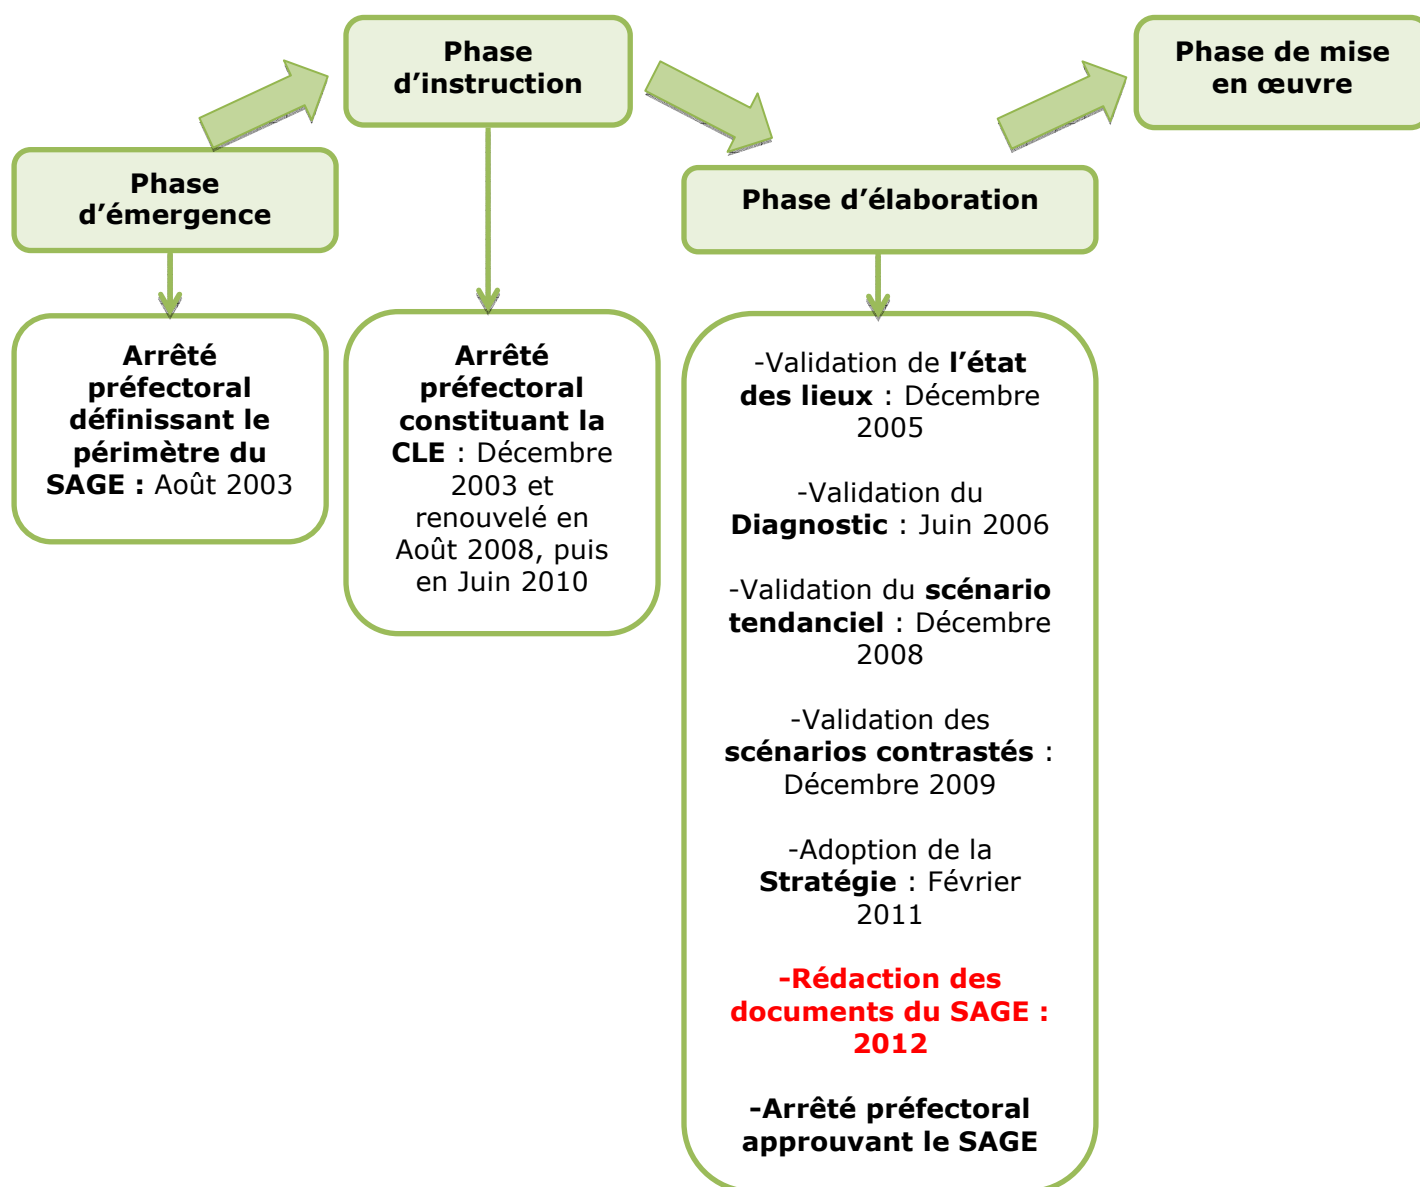 Phase
d’émergence
Arrêté
préfectoral
définissant le
périmètre du
SAGE : Août 2003
Phase
d’instruction
Arrêté
préfectoral
constituant la
CLE : Décembre
2003 et
renouvelé en
Août 2008, puis
en Juin 2010
Phase d’élaboration
-Validation de l’état
des lieux : Décembre
2005
-Validation du
Diagnostic : Juin 2006
-Validation du scénario
tendanciel : Décembre
2008
-Validation des
scénarios contrastés :
Décembre 2009
-Adoption de la
Stratégie : Février
2011
-Rédaction des
documents du SAGE :
2012
-Arrêté préfectoral
approuvant le SAGE
Phase de mise
en œuvre